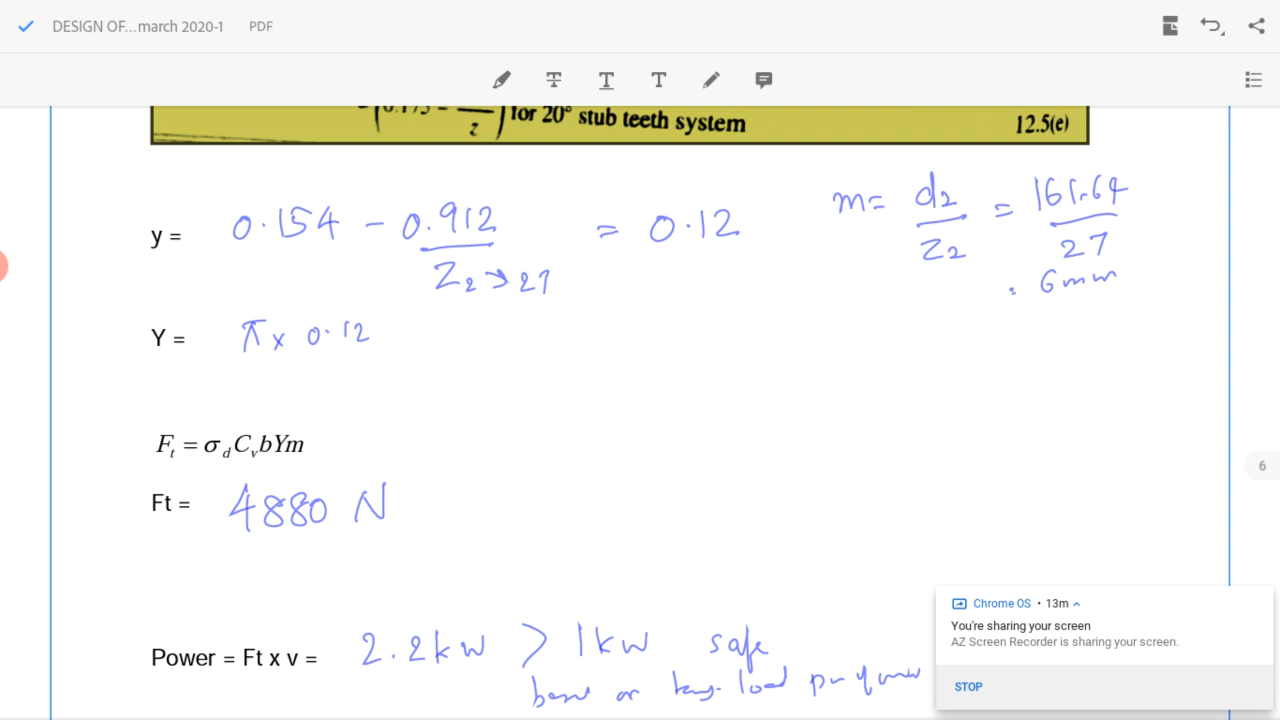 DESIGN OF...march 2020-1 PDF
for 20° stub teeth system 12.5(e)
y = 0.154 - 0.912 / Z2 → 27 = 0.12
m = d2 / Z2 = 161.64 / 27
= 6mm
Y = π x 0.12
Ft = σd Cv bYm
Ft = 4880 N
6
Chrome OS • 13m
You're sharing your screen
AZ Screen Recorder is sharing your screen.
STOP
Power = Ft x v = 2.2kw > 1kw safe
load